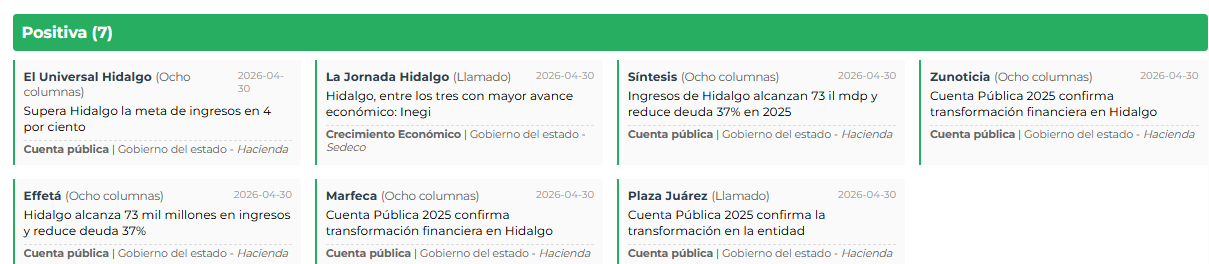 Positiva (7)
El Universal Hidalgo (Ocho columnas) 2026-04-30
Supera Hidalgo la meta de ingresos en 4
por ciento
Cuenta pública | Gobierno del estado - Hacienda
La Jornada Hidalgo (Llamado) 2026-04-30
Hidalgo, entre los tres con mayor avance
económico: Inegi
Crecimiento Económico | Gobierno del estado -
Sedeco
Síntesis (Ocho columnas) 2026-04-30
Ingresos de Hidalgo alcanzan 73 il mdp y
reduce deuda 37% en 2025
Cuenta pública | Gobierno del estado - Hacienda
Zunoticia (Ocho columnas) 2026-04-30
Cuenta Pública 2025 confirma
transformación financiera en Hidalgo
Cuenta pública | Gobierno del estado - Hacienda
Effetá (Ocho columnas) 2026-04-30
Hidalgo alcanza 73 mil millones en ingresos
y reduce deuda 37%
Cuenta pública | Gobierno del estado - Hacienda
Marfeca (Ocho columnas) 2026-04-30
Cuenta Pública 2025 confirma
transformación financiera en Hidalgo
Cuenta pública | Gobierno del estado - Hacienda
Plaza Juárez (Llamado) 2026-04-30
Cuenta Pública 2025 confirma la
transformación en la entidad
Cuenta pública | Gobierno del estado - Hacienda